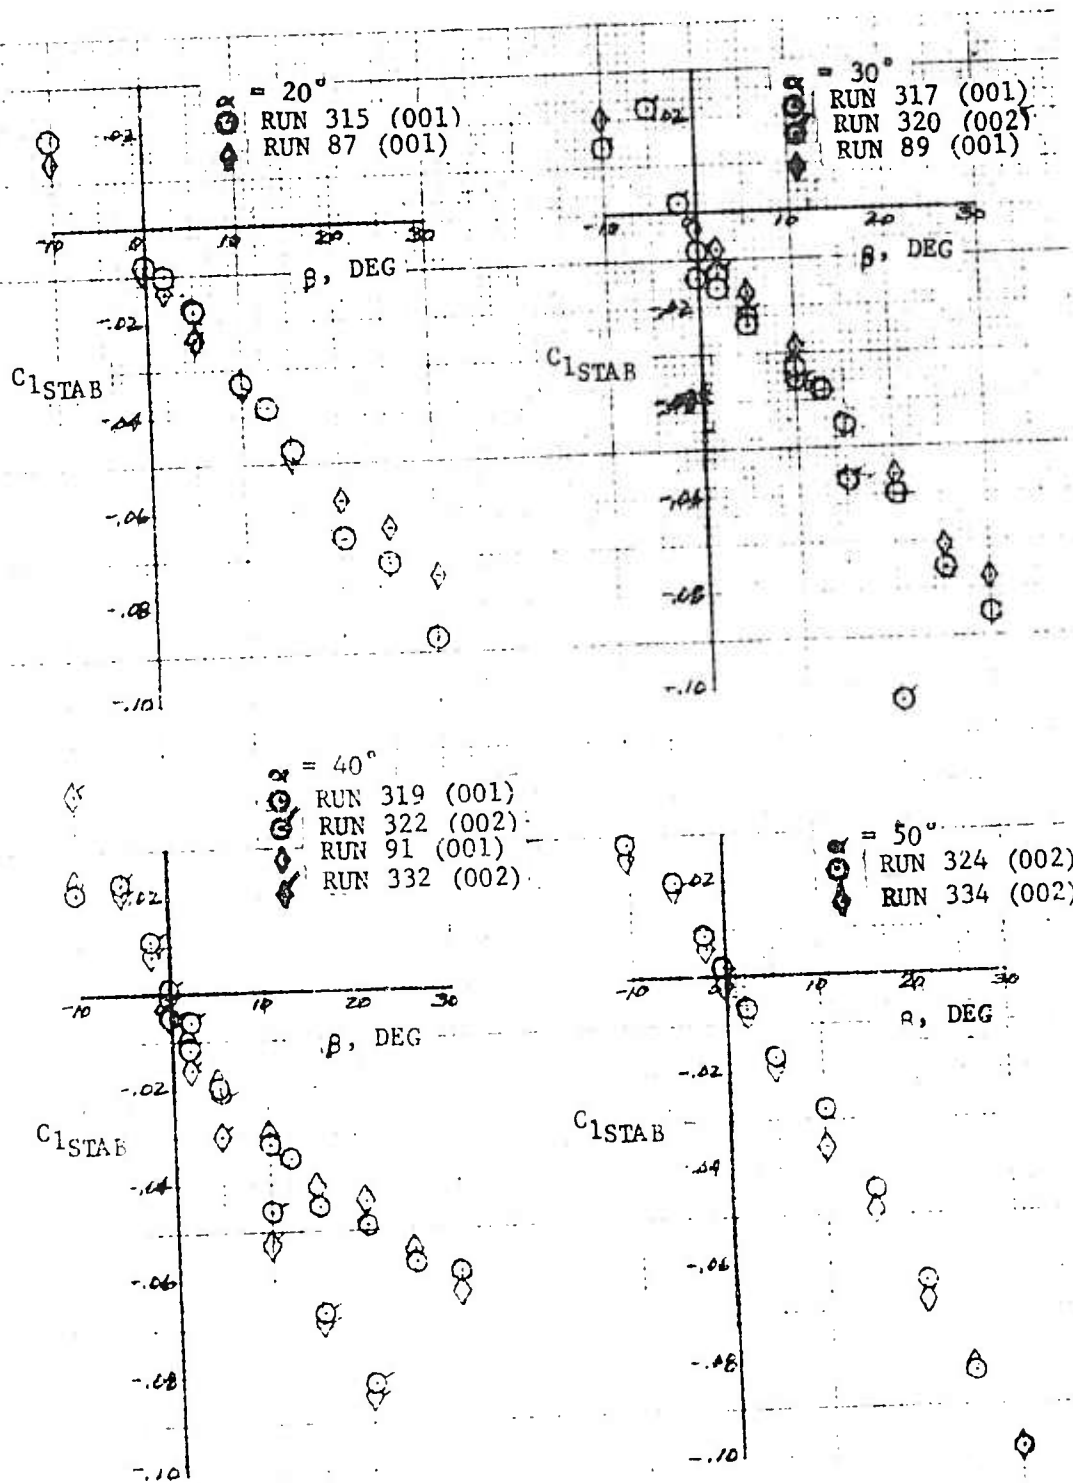 α = 20°
RUN 315 (001)
RUN 87 (001)
.02
-10 0 10 20 30
β, DEG
-.02
C1STAB
-.04
-.06
-.08
-.10
α = 30°
RUN 317 (001)
RUN 320 (002)
RUN 89 (001)
.02
-10 0 10 20 30
β, DEG
-.02
C1STAB
-.06
-.08
-.10
α = 40°
RUN 319 (001)
RUN 322 (002)
RUN 91 (001)
RUN 332 (002)
.02
-10 10 20 30
β, DEG
-.02
C1STAB
-.04
-.06
-.08
-.10
α = 50°
RUN 324 (002)
RUN 334 (002)
.02
-10 0 10 20 30
β, DEG
-.02
C1STAB
-.04
-.06
-.08
-.10